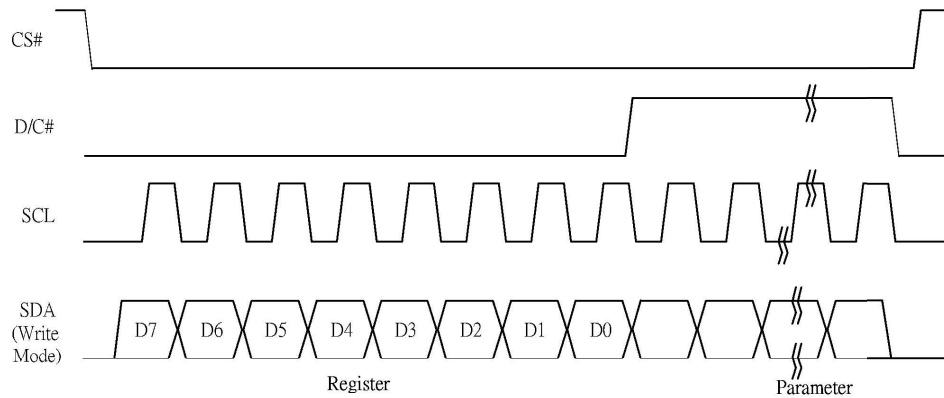 CS#
D/C#
SCL
SDA
(Write
Mode)
D7 D6 D5 D4 D3 D2 D1 D0
Register Parameter